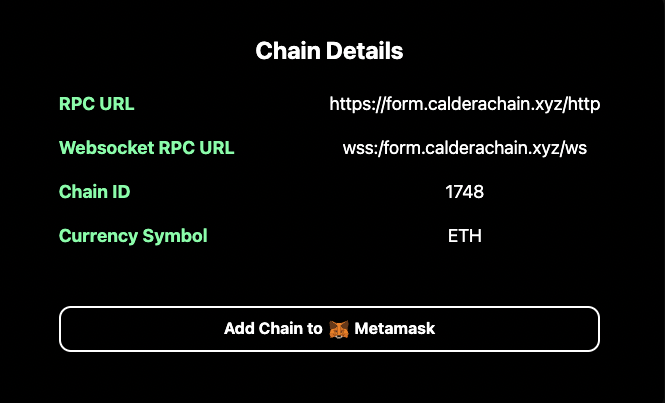 Chain Details
RPC URL https://form.calderachain.xyz/http
Websocket RPC URL wss:/form.calderachain.xyz/ws
Chain ID 1748
Currency Symbol ETH
Add Chain to Metamask